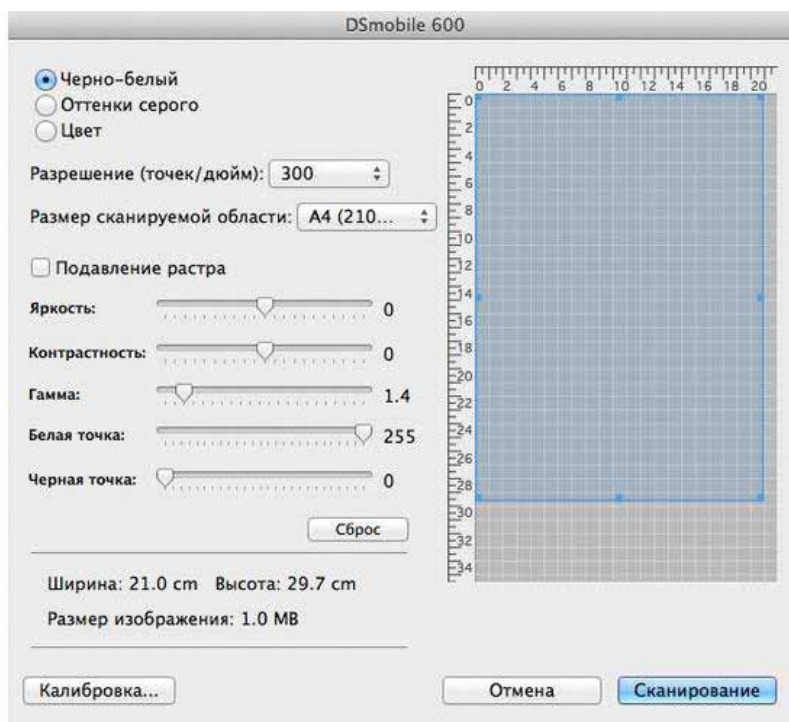 DSmobile 600
Черно-белый
Оттенки серого
Цвет
Разрешение (точек/дюйм): 300
Размер сканируемой области: A4 (210...
Подавление растра
Яркость: 0
Контрастность: 0
Гамма: 1.4
Белая точка: 255
Черная точка: 0
Сброс
Ширина: 21.0 cm Высота: 29.7 cm
Размер изображения: 1.0 MB
Калибровка...
0 2 4 6 8 10 12 14 16 18 20
0
2
4
6
8
10
12
14
16
18
20
22
24
26
28
30
32
34
Отмена Сканирование